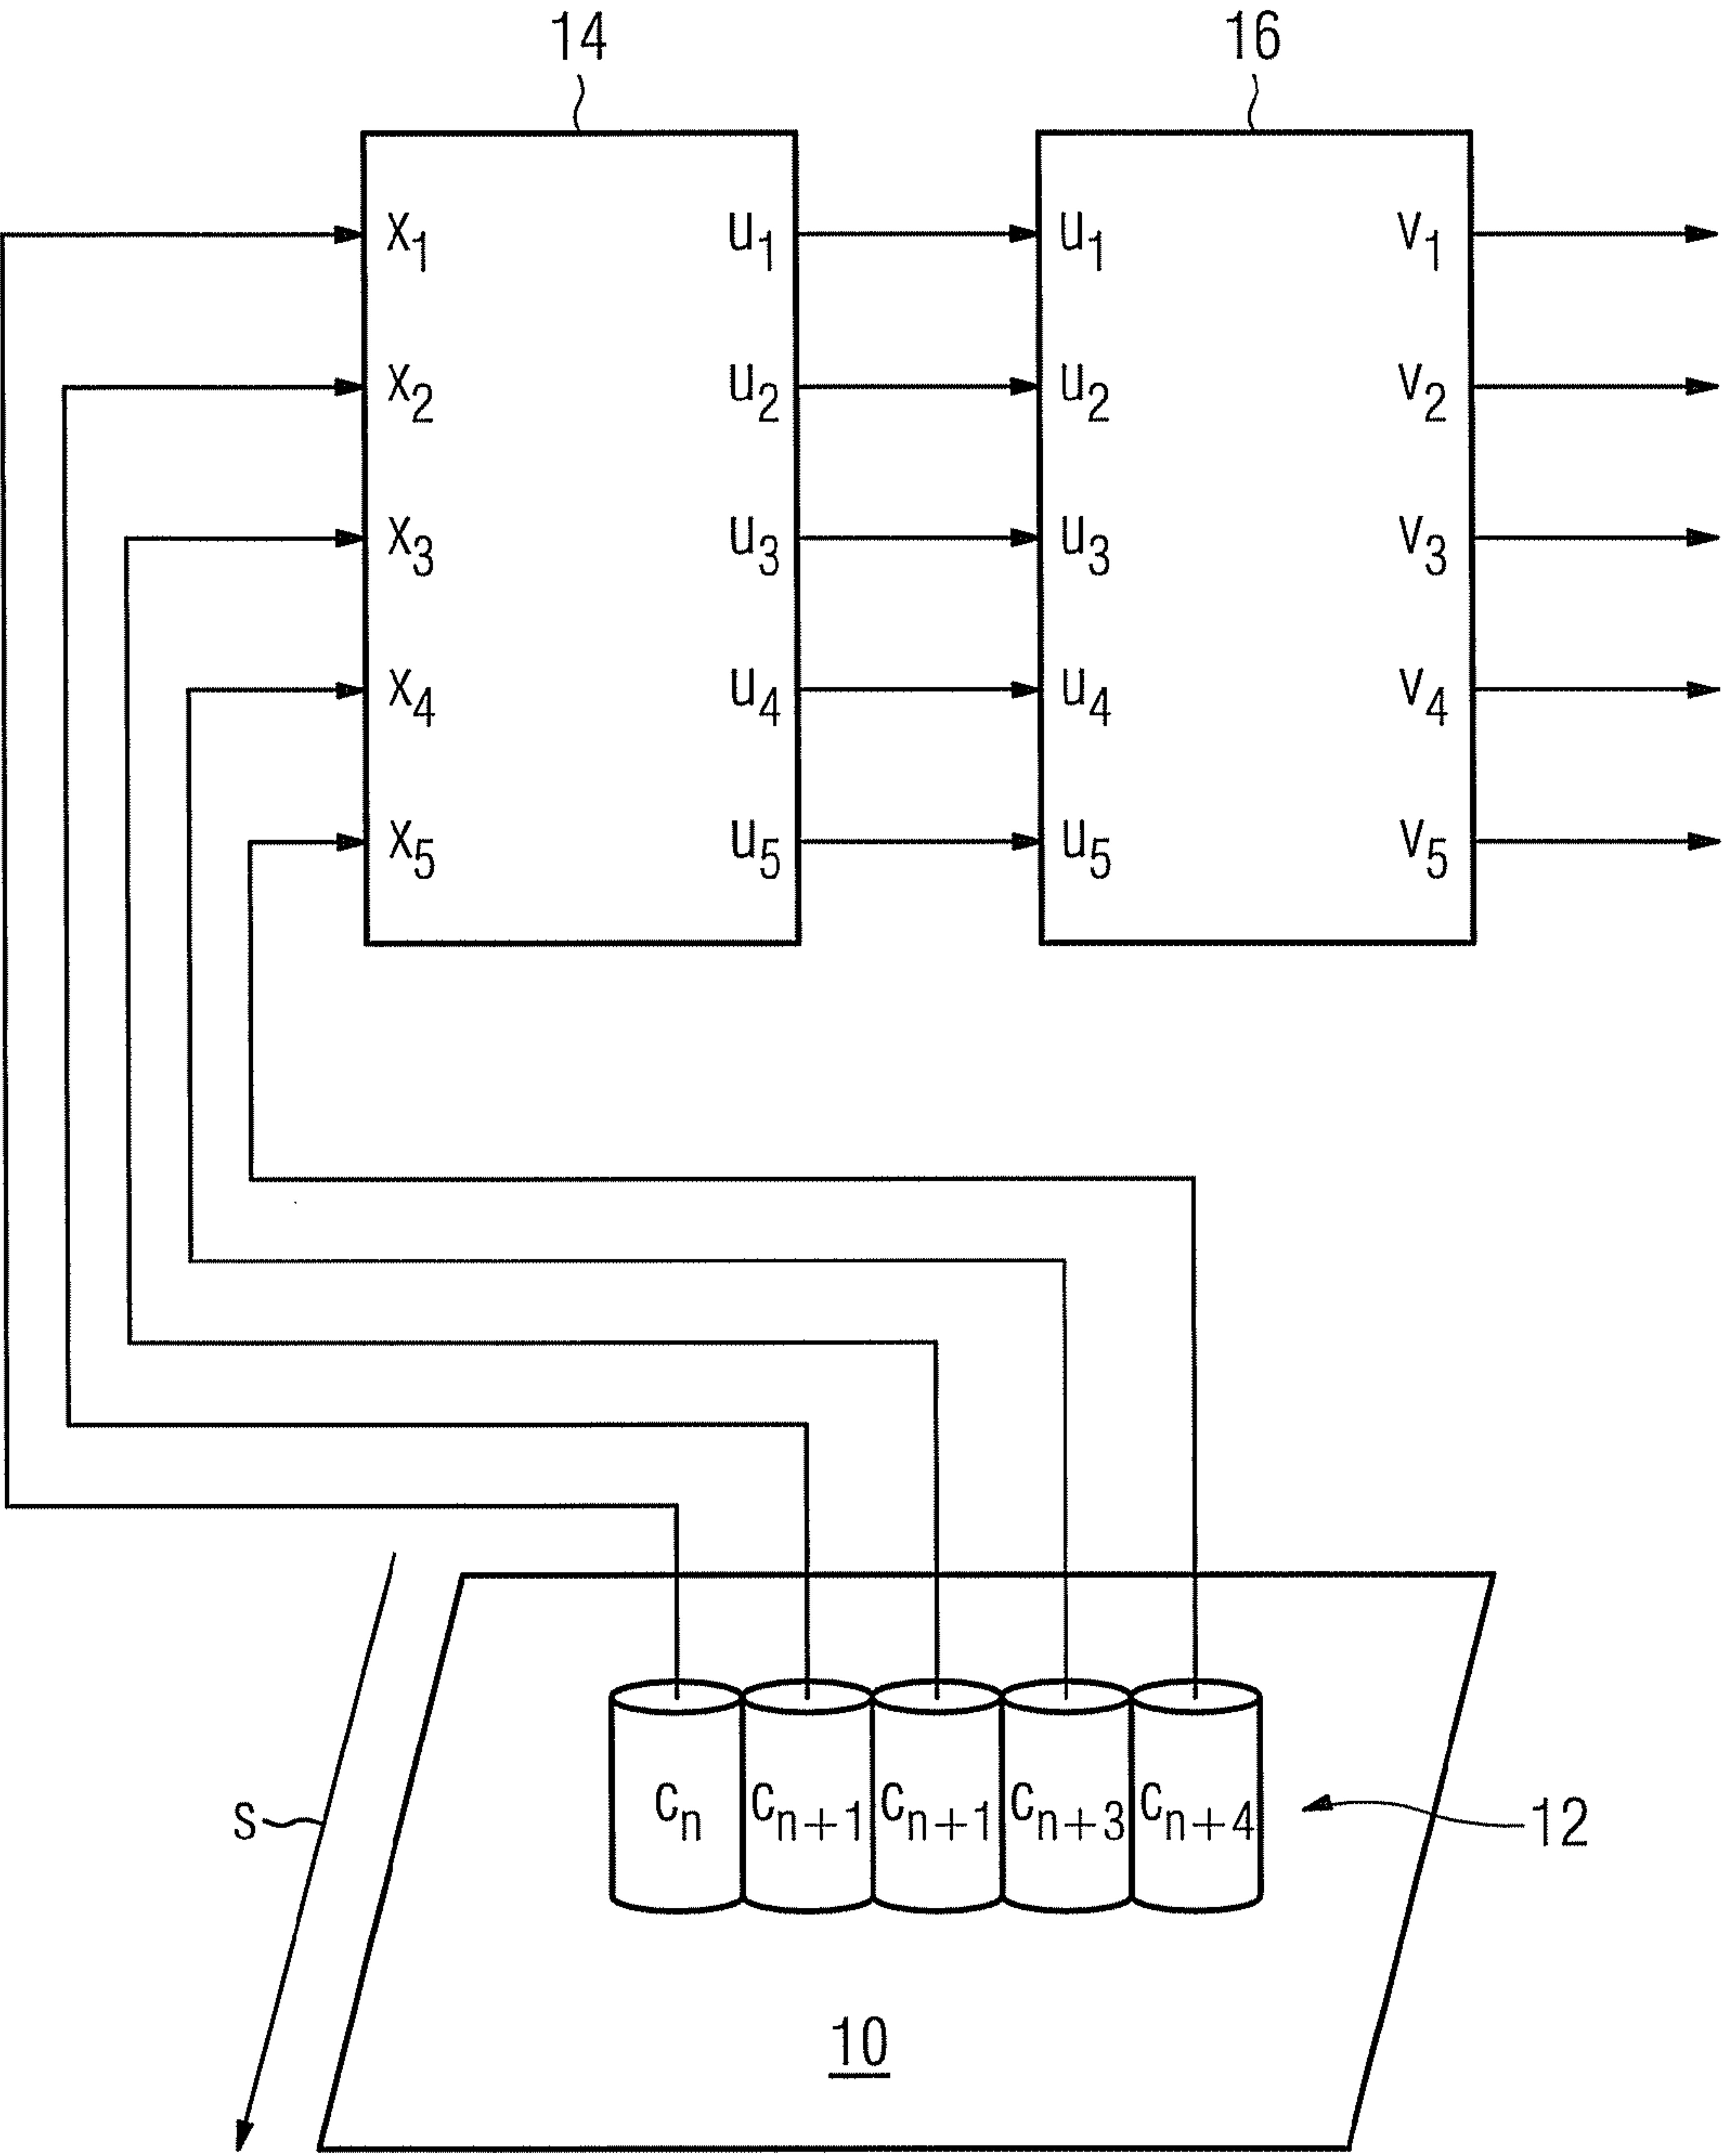 14 16
x1 u1 u1 v1
x2 u2 u2 v2
x3 u3 u3 v3
x4 u4 u4 v4
x5 u5 u5 v5
cn cn+1 cn+1 cn+3 cn+4
s 12
10